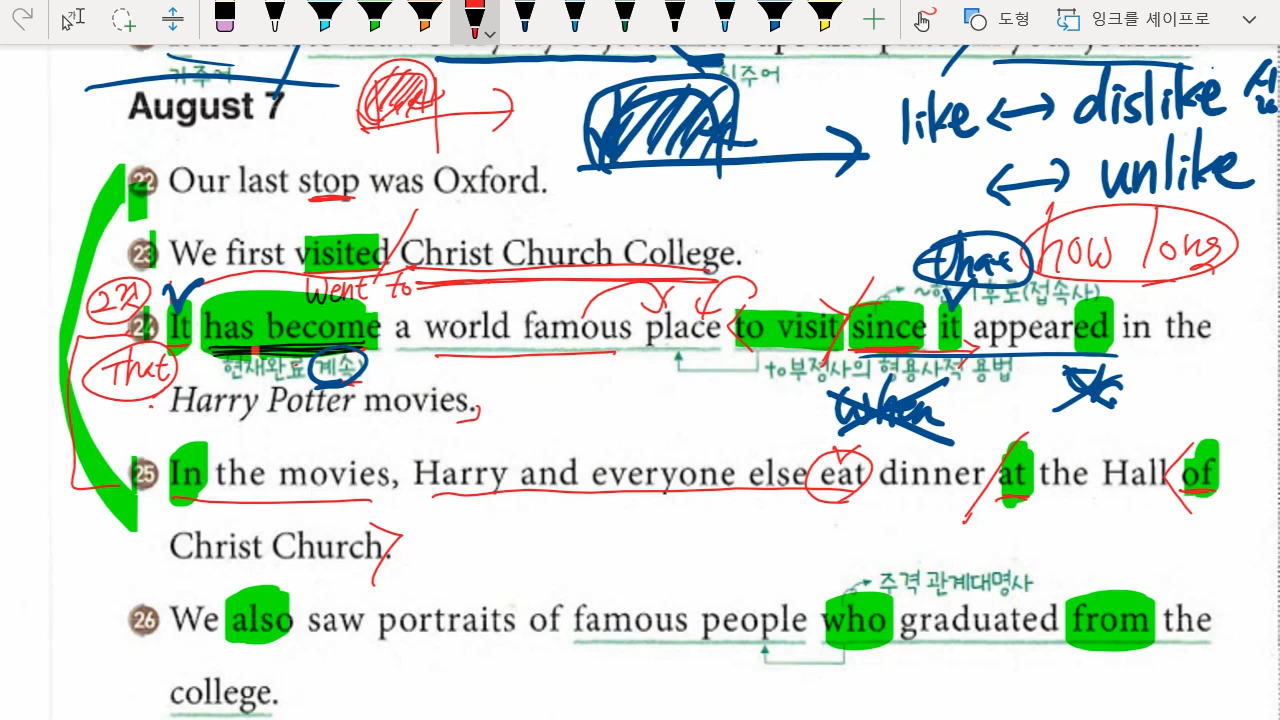 도형 잉크를 셰이프로
가주어 진주어
August 7
like ↔ dislike
↔ unlike
22 Our last stop was Oxford.
23 We first visited Christ Church College.
that how long
went to
~한 이후로(접속사)
24 It has become a world famous place to visit since it appeared in the
That 현재완료(계속) to부정사의 형용사적 용법
when
Harry Potter movies.
25 In the movies, Harry and everyone else eat dinner at the Hall of
Christ Church.
주격 관계대명사
26 We also saw portraits of famous people who graduated from the
college.